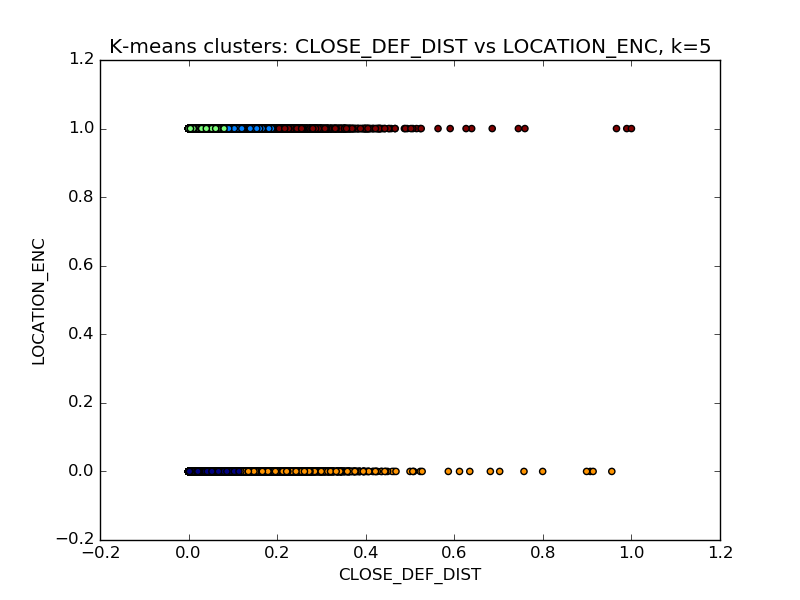 K-means clusters: CLOSE_DEF_DIST vs LOCATION_ENC, k=5
1.2
1.0
0.8
0.6
0.4
0.2
0.0
−0.2
LOCATION_ENC
−0.2 0.0 0.2 0.4 0.6 0.8 1.0 1.2
CLOSE_DEF_DIST